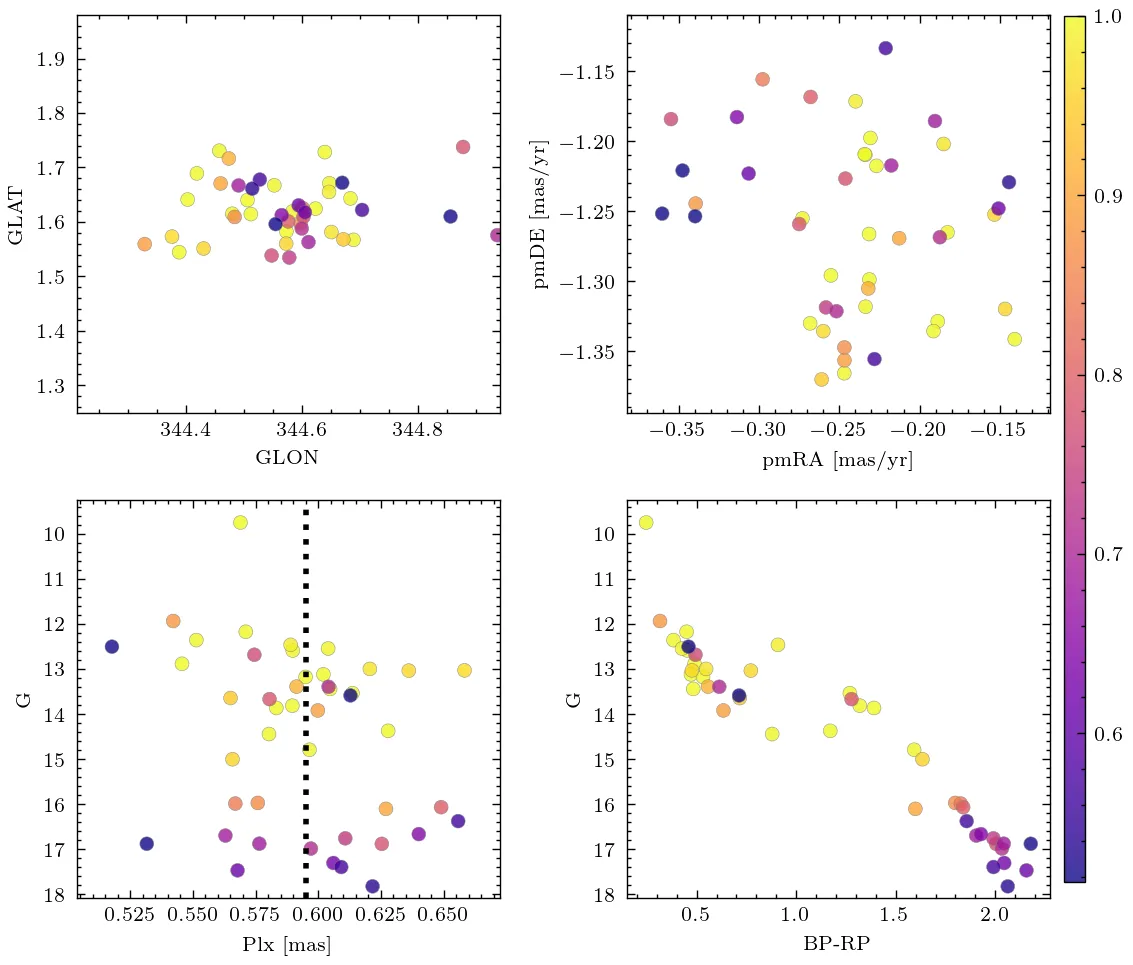 1.9
1.8
1.7
1.6
1.5
1.4
1.3
GLAT
344.4 344.6 344.8
GLON
−1.15
−1.20
−1.25
−1.30
−1.35
pmDE [mas/yr]
−0.35 −0.30 −0.25 −0.20 −0.15
pmRA [mas/yr]
1.0
0.9
0.8
0.7
0.6
10
11
12
13
14
15
16
17
18
G
0.525 0.550 0.575 0.600 0.625 0.650
Plx [mas]
10
11
12
13
14
15
16
17
18
G
0.5 1.0 1.5 2.0
BP-RP